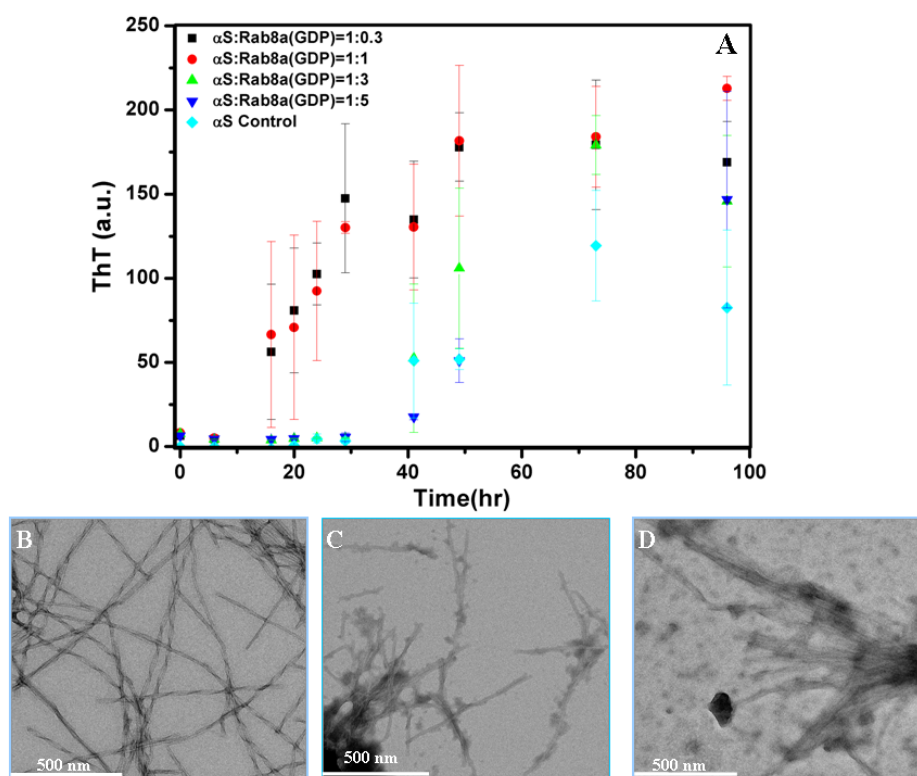 250
200
150
100
50
0
ThT (a.u.)
αS:Rab8a(GDP)=1:0.3
αS:Rab8a(GDP)=1:1
αS:Rab8a(GDP)=1:3
αS:Rab8a(GDP)=1:5
αS Control
A
0 20 40 60 80 100
Time(hr)
B C D
500 nm 500 nm 500 nm